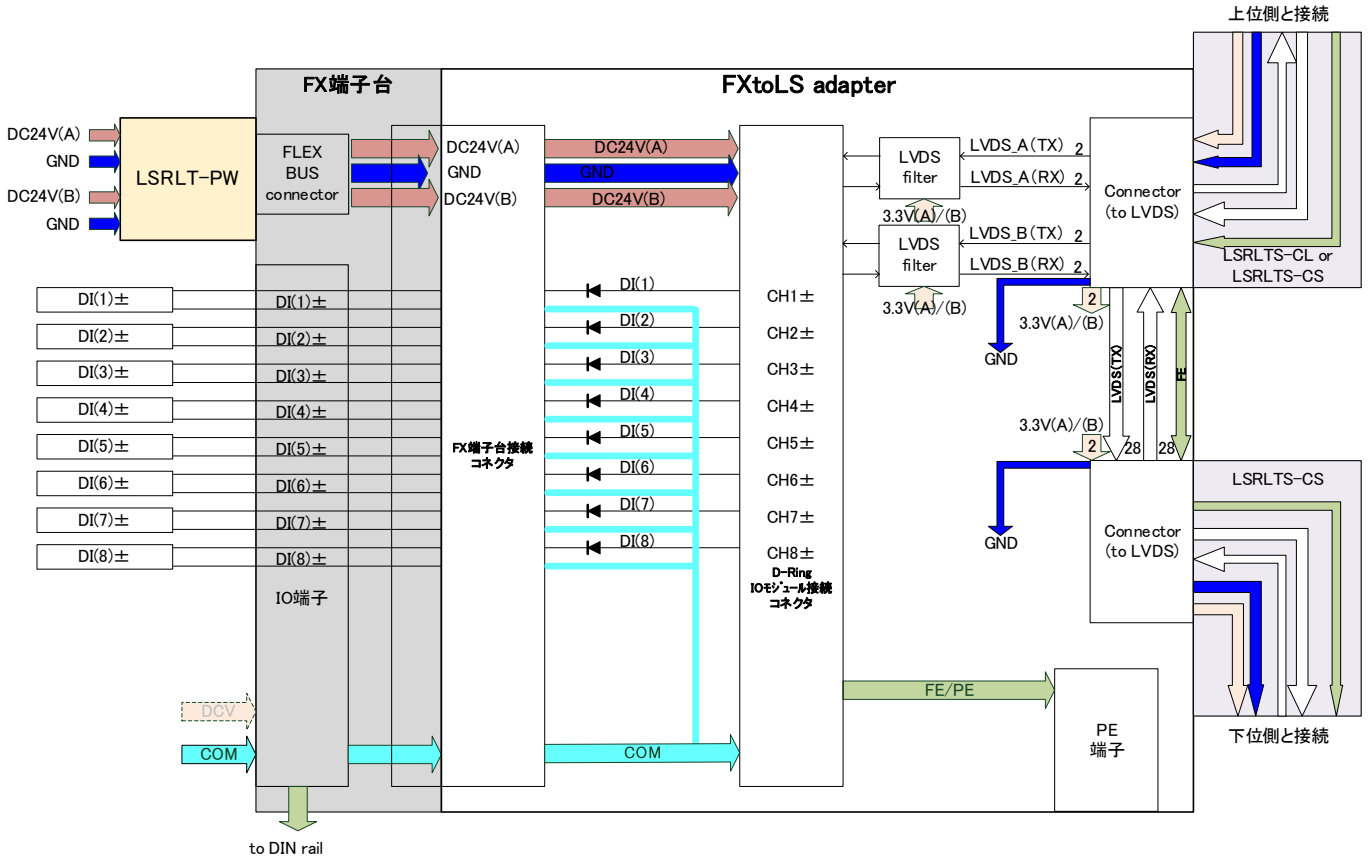 上位側と接続
FX端子台
FXtoLS adapter
DC24V(A)
GND
DC24V(B)
GND
LSRLT-PW
FLEX
BUS
connector
DC24V(A)
GND
DC24V(B)
DC24V(A)
GND
DC24V(B)
LVDS
filter
LVDS_A(TX) 2
LVDS_A(RX) 2
3.3V(A)/(B)
LVDS
filter
LVDS_B(TX) 2
LVDS_B(RX) 2
3.3V(A)/(B)
Connector
(to LVDS)
LSRLTS-CL or
LSRLTS-CS
2
3.3V(A)/(B)
GND
LVDS(TX)
LVDS(RX)
FE
3.3V(A)/(B)
2
28
28
GND
Connector
(to LVDS)
LSRLTS-CS
下位側と接続
DI(1)±
DI(2)±
DI(3)±
DI(4)±
DI(5)±
DI(6)±
DI(7)±
DI(8)±
DI(1)±
DI(2)±
DI(3)±
DI(4)±
DI(5)±
DI(6)±
DI(7)±
DI(8)±
IO端子
FX端子台接続
コネクタ
DI(1)
DI(2)
DI(3)
DI(4)
DI(5)
DI(6)
DI(7)
DI(8)
CH1±
CH2±
CH3±
CH4±
CH5±
CH6±
CH7±
CH8±
D-Ring
IOモジュール接続
コネクタ
FE/PE
PE
端子
DCV
COM
COM
to DIN rail